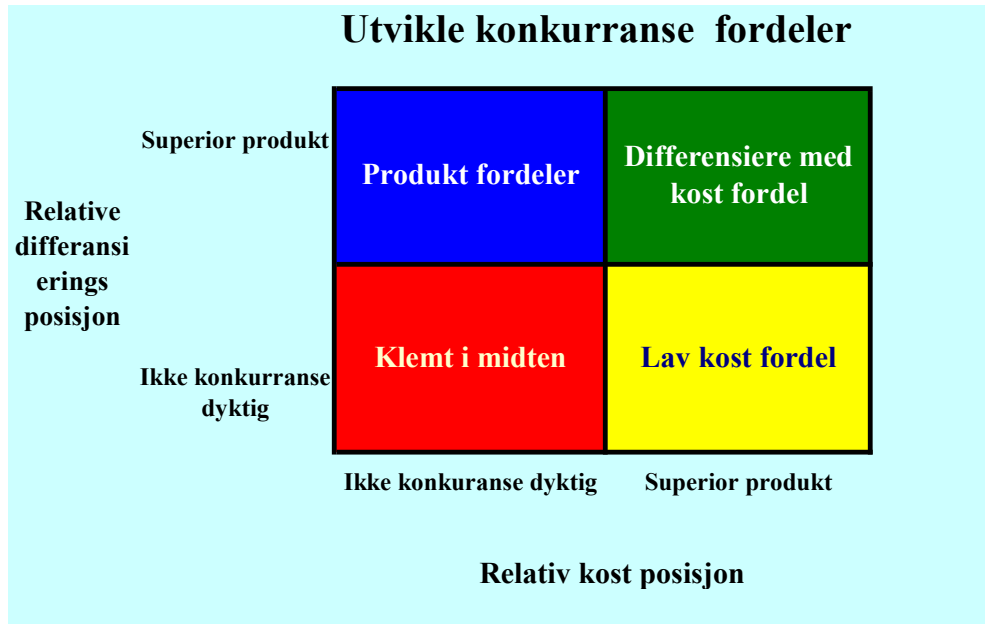 Utvikle konkurranse fordeler
Superior produkt
Produkt fordeler
Differensiere med
kost fordel
Relative
differansi
erings
posisjon
Klemt i midten
Lav kost fordel
Ikke konkurranse
dyktig
Ikke konkuranse dyktig
Superior produkt
Relativ kost posisjon